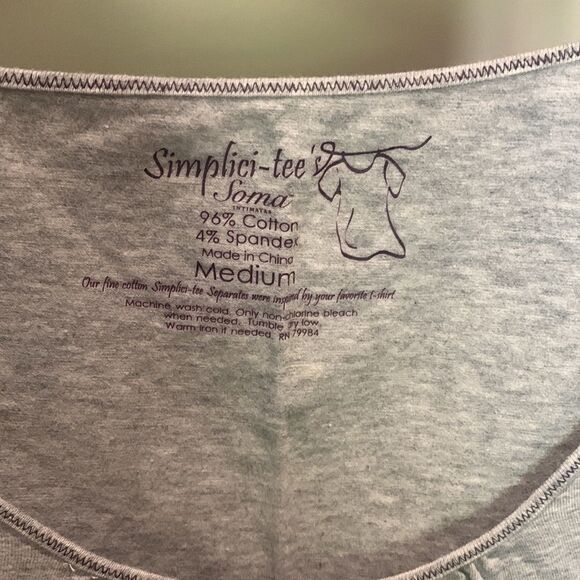 Simplici-tee's
Soma
INTIMATES
96% Cotton
4% Spandex
Made in China
Medium
Our fine cotton Simplici-tee Separates were inspired by your favorite t-shirt
Machine wash cold. Only non-chlorine bleach
when needed. Tumble dry low.
Warm iron if needed. RN 79984